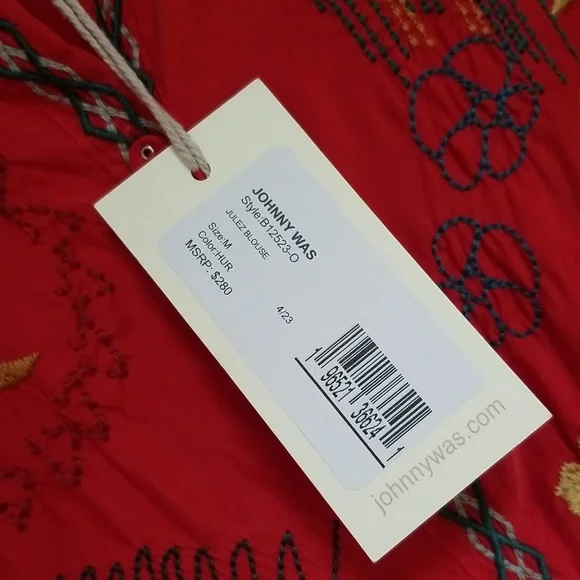 JOHNNY WAS
Style:B12523-O
JULEZ BLOUSE
Size:M
Color:HUR
MSRP: $280
4/23
1 96521 36624 1
johnnywas.com